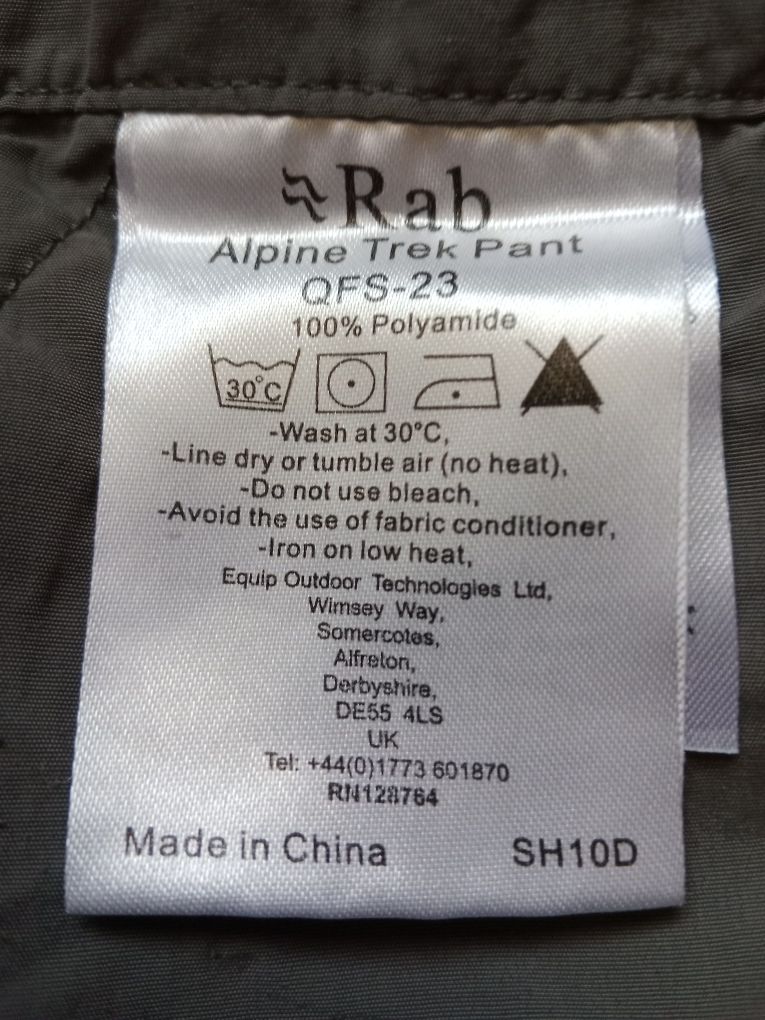 Rab
Alpine Trek Pant
QFS-23
100% Polyamide
30°C
-Wash at 30°C,
-Line dry or tumble air (no heat),
-Do not use bleach,
-Avoid the use of fabric conditioner,
-Iron on low heat,
Equip Outdoor Technologies Ltd,
Wimsey Way,
Somercotes,
Alfreton,
Derbyshire,
DE55 4LS
UK
Tel: +44(0)1773 601870
RN128764
Made in China SH10D